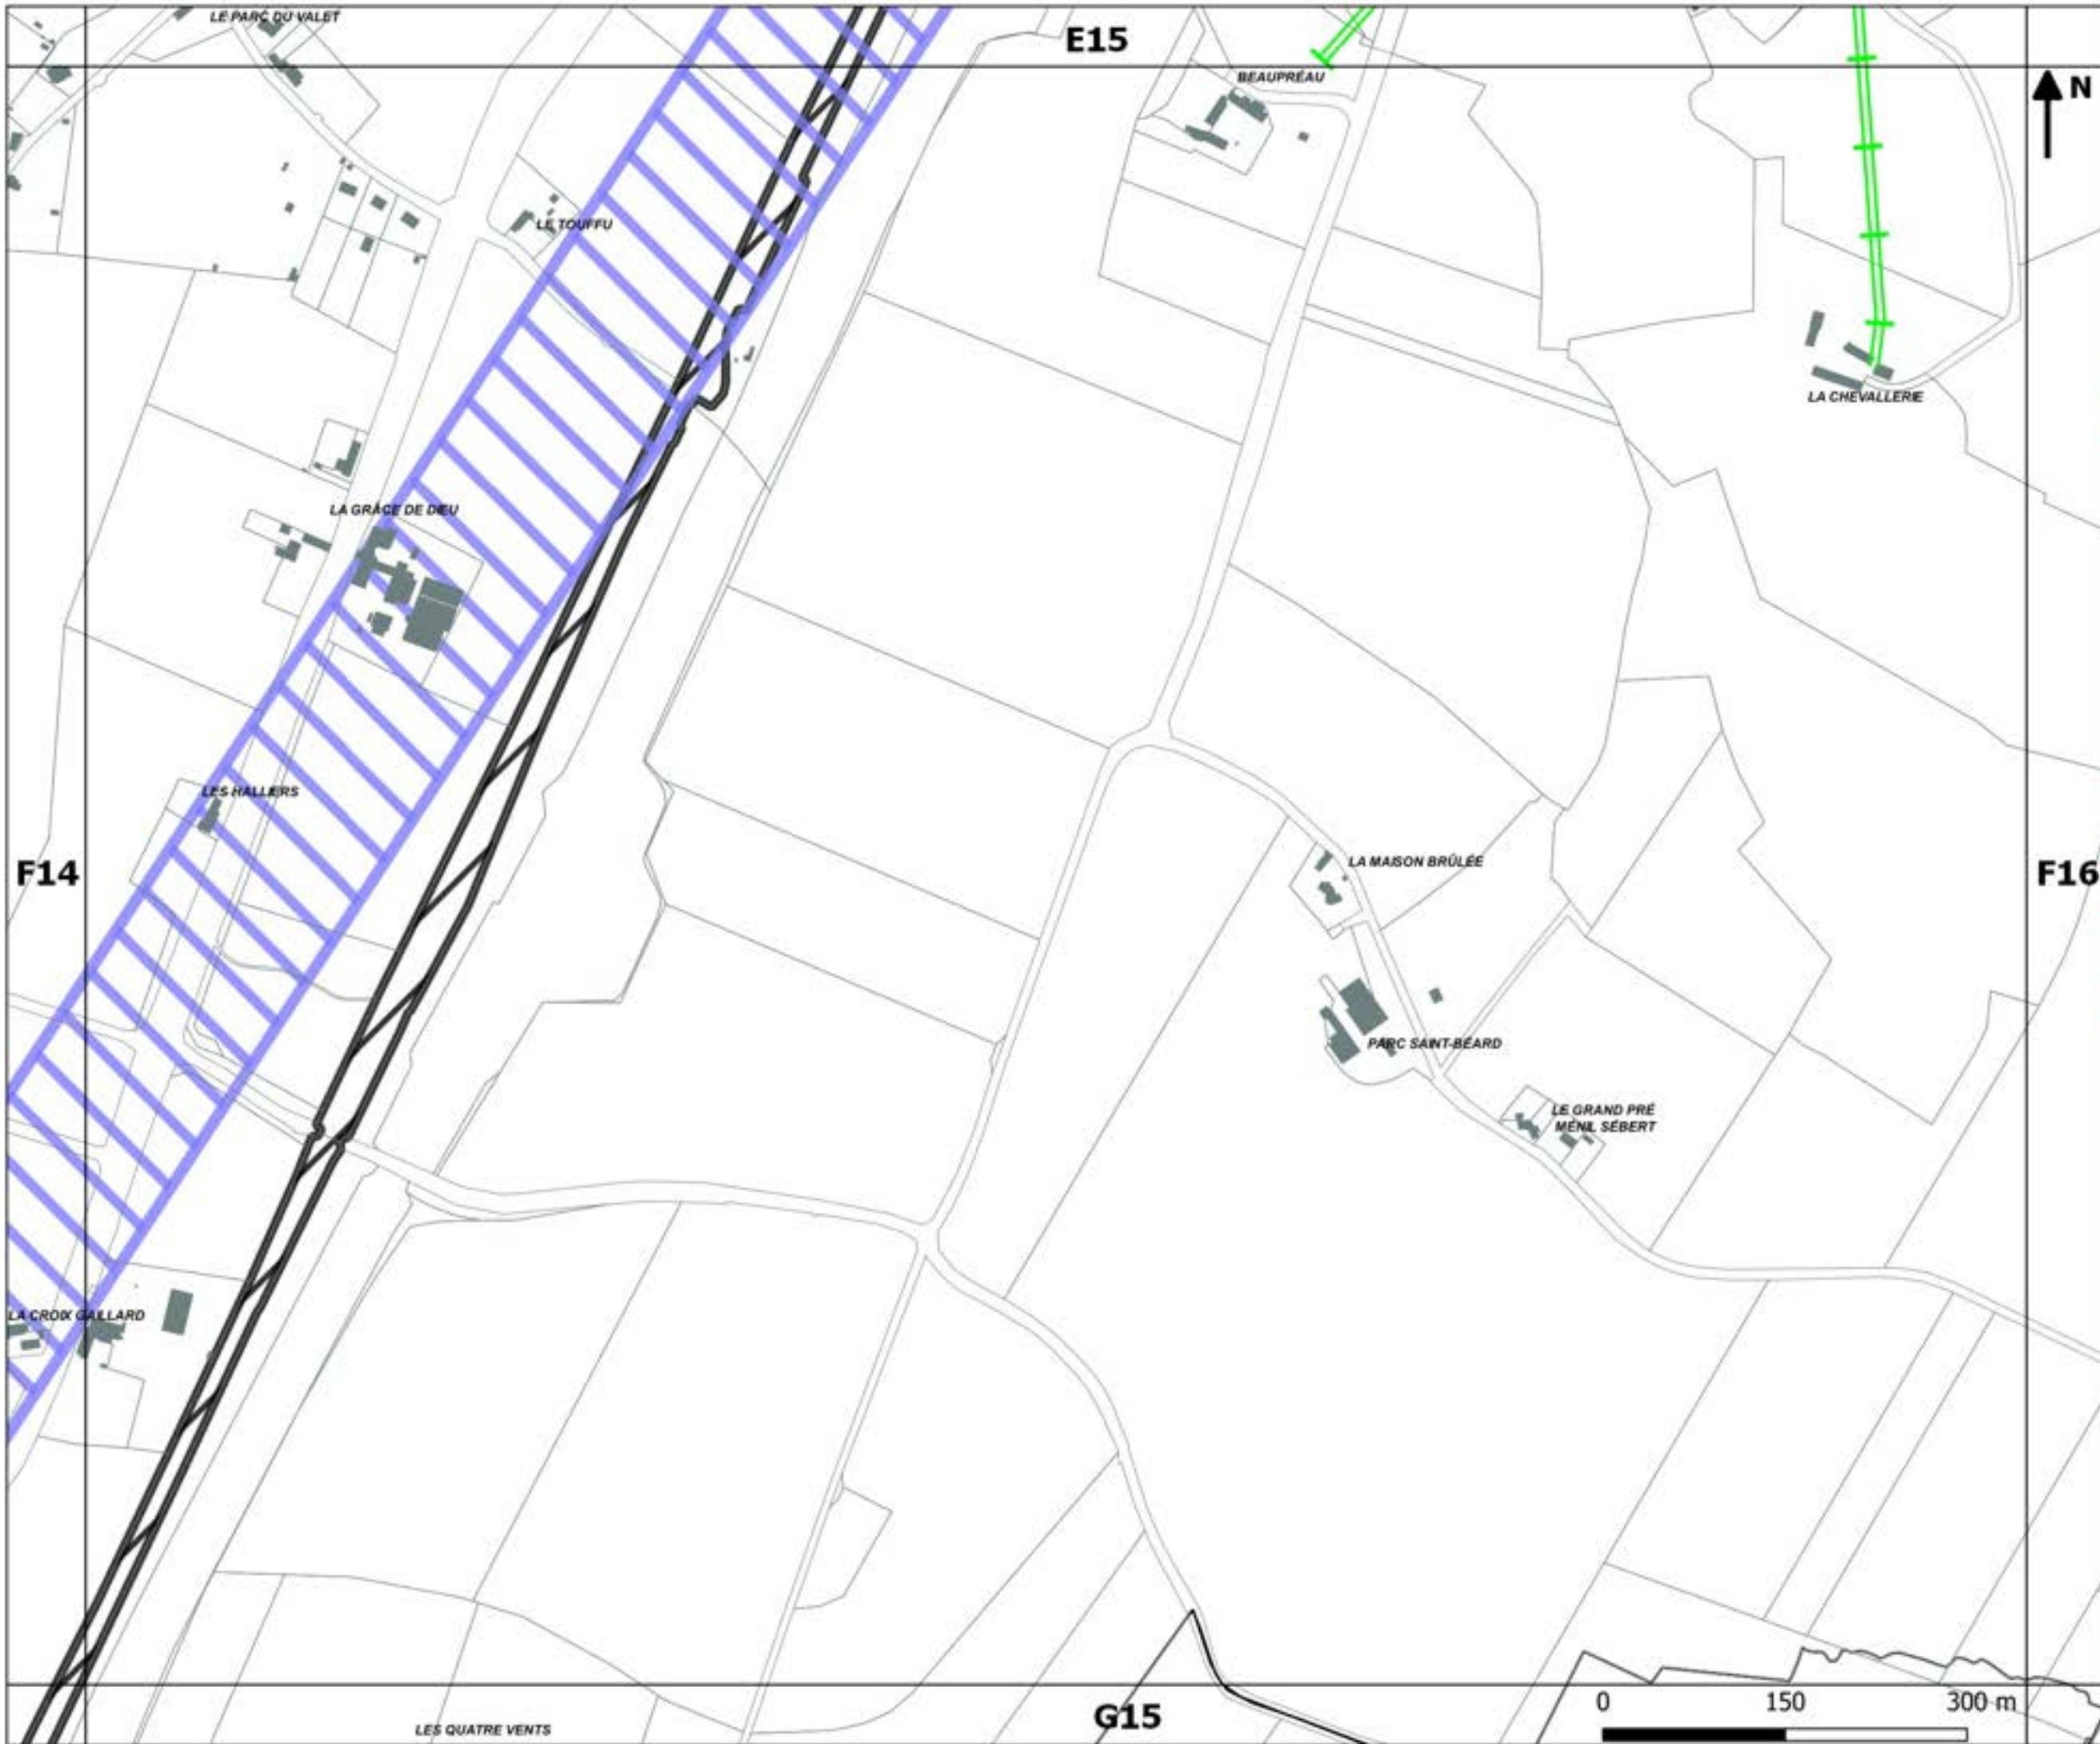 LE PARC DU VALET
E15
BEAUPRÉAU
N
LE TOUFFU
LA CHEVALLERIE
LA GRÂCE DE DIEU
LES HALLIERS
F14
LA MAISON BRÛLÉE
F16
PARC SAINT-BÉARD
LE GRAND PRÉ
MÉNIL SÉBERT
LA CROIX GAILLARD
0 150 300 m
G15
LES QUATRE VENTS